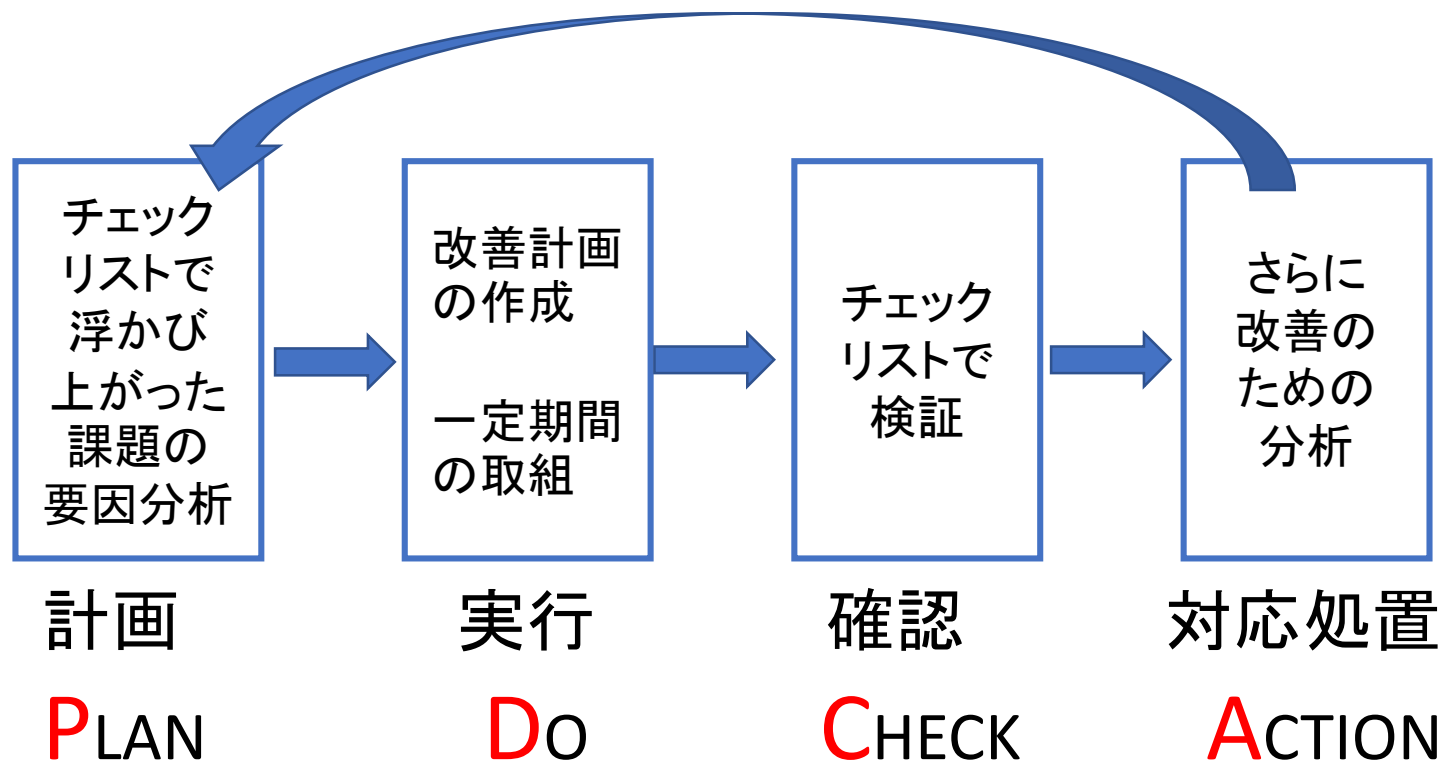 チェック
リストで
浮かび
上がった
課題の
要因分析
改善計画
の作成
一定期間
の取組
チェック
リストで
検証
さらに
改善の
ための
分析
計画
実行
確認
対応処置
PLAN
DO
CHECK
ACTION